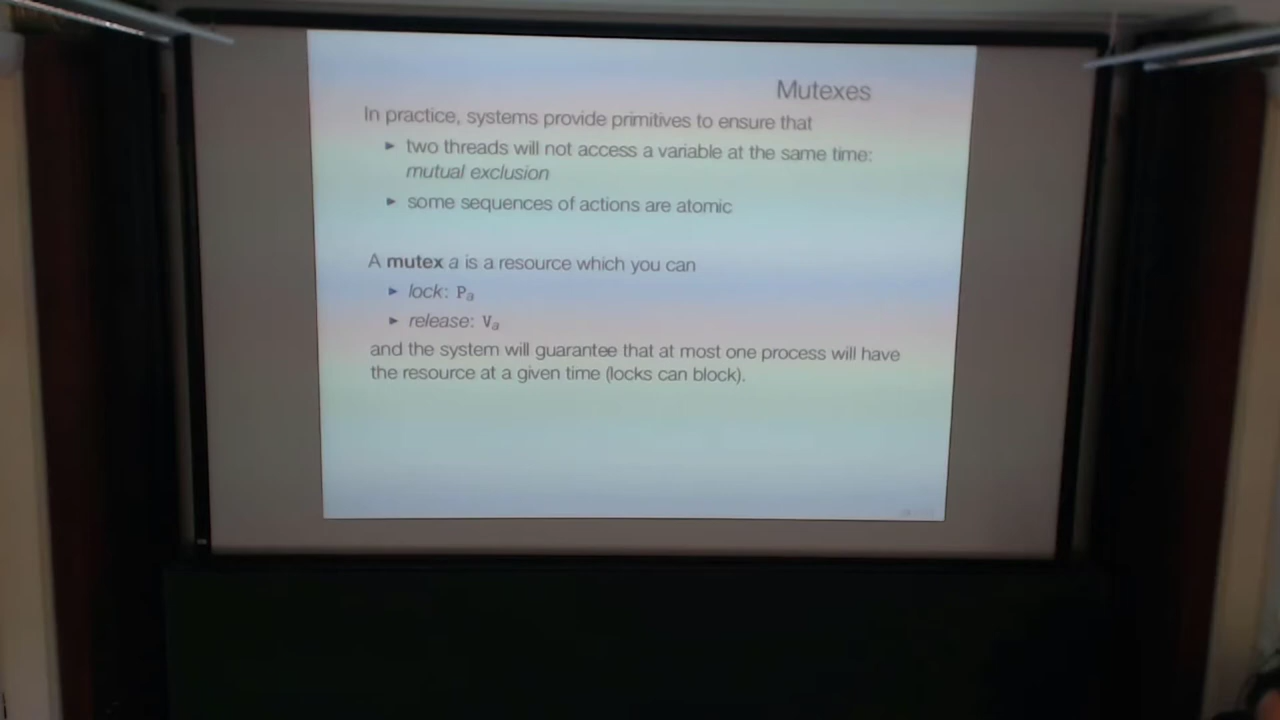 Mutexes
In practice, systems provide primitives to ensure that
▶ two threads will not access a variable at the same time:
mutual exclusion
▶ some sequences of actions are atomic
A mutex a is a resource which you can
▶ lock: Pₐ
▶ release: Vₐ
and the system will guarantee that at most one process will have
the resource at a given time (locks can block).